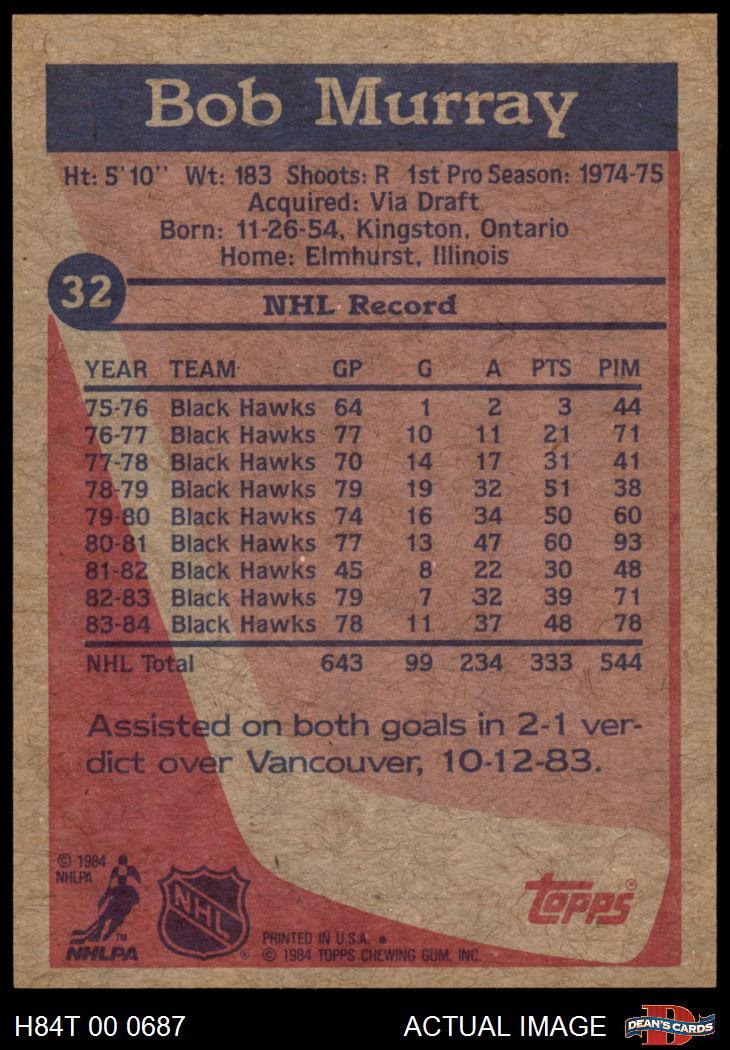 Bob Murray
Ht: 5'10'' Wt: 183 Shoots: R 1st Pro Season: 1974-75
Acquired: Via Draft
Born: 11-26-54, Kingston, Ontario
Home: Elmhurst, Illinois
32
NHL Record
YEAR TEAM GP G A PTS PIM
75-76 Black Hawks 64 1 2 3 44
76-77 Black Hawks 77 10 11 21 71
77-78 Black Hawks 70 14 17 31 41
78-79 Black Hawks 79 19 32 51 38
79-80 Black Hawks 74 16 34 50 60
80-81 Black Hawks 77 13 47 60 93
81-82 Black Hawks 45 8 22 30 48
82-83 Black Hawks 79 7 32 39 71
83-84 Black Hawks 78 11 37 48 78
NHL Total 643 99 234 333 544
Assisted on both goals in 2-1 ver-
dict over Vancouver, 10-12-83.
© 1984
NHLPA
TM
NHLPA
NHL
®
topps®
PRINTED IN U.S.A. *
© 1984 TOPPS CHEWING GUM, INC.
H84T 00 0687 ACTUAL IMAGE
D
DEAN'S CARDS